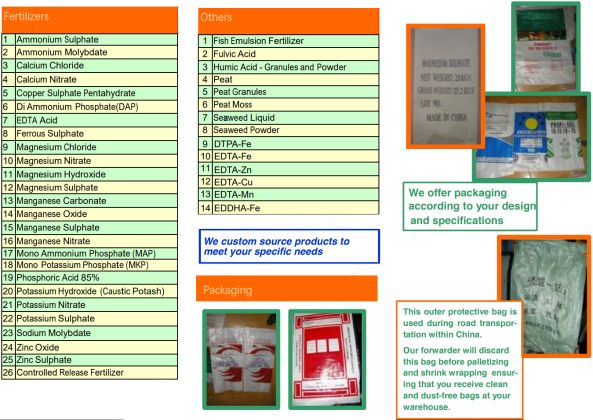 Fertilizers
1 Ammonium Sulphate
2 Ammonium Molybdate
3 Calcium Chloride
4 Calcium Nitrate
5 Copper Sulphate Pentahydrate
6 Di Ammonium Phosphate(DAP)
7 EDTA Acid
8 Ferrous Sulphate
9 Magnesium Chloride
10 Magnesium Nitrate
11 Magnesium Hydroxide
12 Magnesium Sulphate
13 Manganese Carbonate
14 Manganese Oxide
15 Manganese Sulphate
16 Manganese Nitrate
17 Mono Ammonium Phosphate (MAP)
18 Mono Potassium Phosphate (MKP)
19 Phosphoric Acid 85%
20 Potassium Hydroxide (Caustic Potash)
21 Potassium Nitrate
22 Potassium Sulphate
23 Sodium Molybdate
24 Zinc Oxide
25 Zinc Sulphate
26 Controlled Release Fertilizer
Others
1 Fish Emulsion Fertilizer
2 Fulvic Acid
3 Humic Acid - Granules and Powder
4 Peat
5 Peat Granules
6 Peat Moss
7 Seaweed Liquid
8 Seaweed Powder
9 DTPA-Fe
10 EDTA-Fe
11 EDTA-Zn
12 EDTA-Cu
13 EDTA-Mn
14 EDDHA-Fe
We custom source products to
meet your specific needs
Packaging
MAGNESIUM SULPHATE
NET WEIGHT: 25KGS
GROSS WEIGHT: 25.2 KGS
LOT NO.:
MADE IN CHINA
We offer packaging
according to your design
and specifications
This outer protective bag is
used during road transpor-
tation within China.
Our forwarder will discard
this bag before palletizing
and shrink wrapping ensur-
ing that you receive clean
and dust-free bags at your
warehouse.